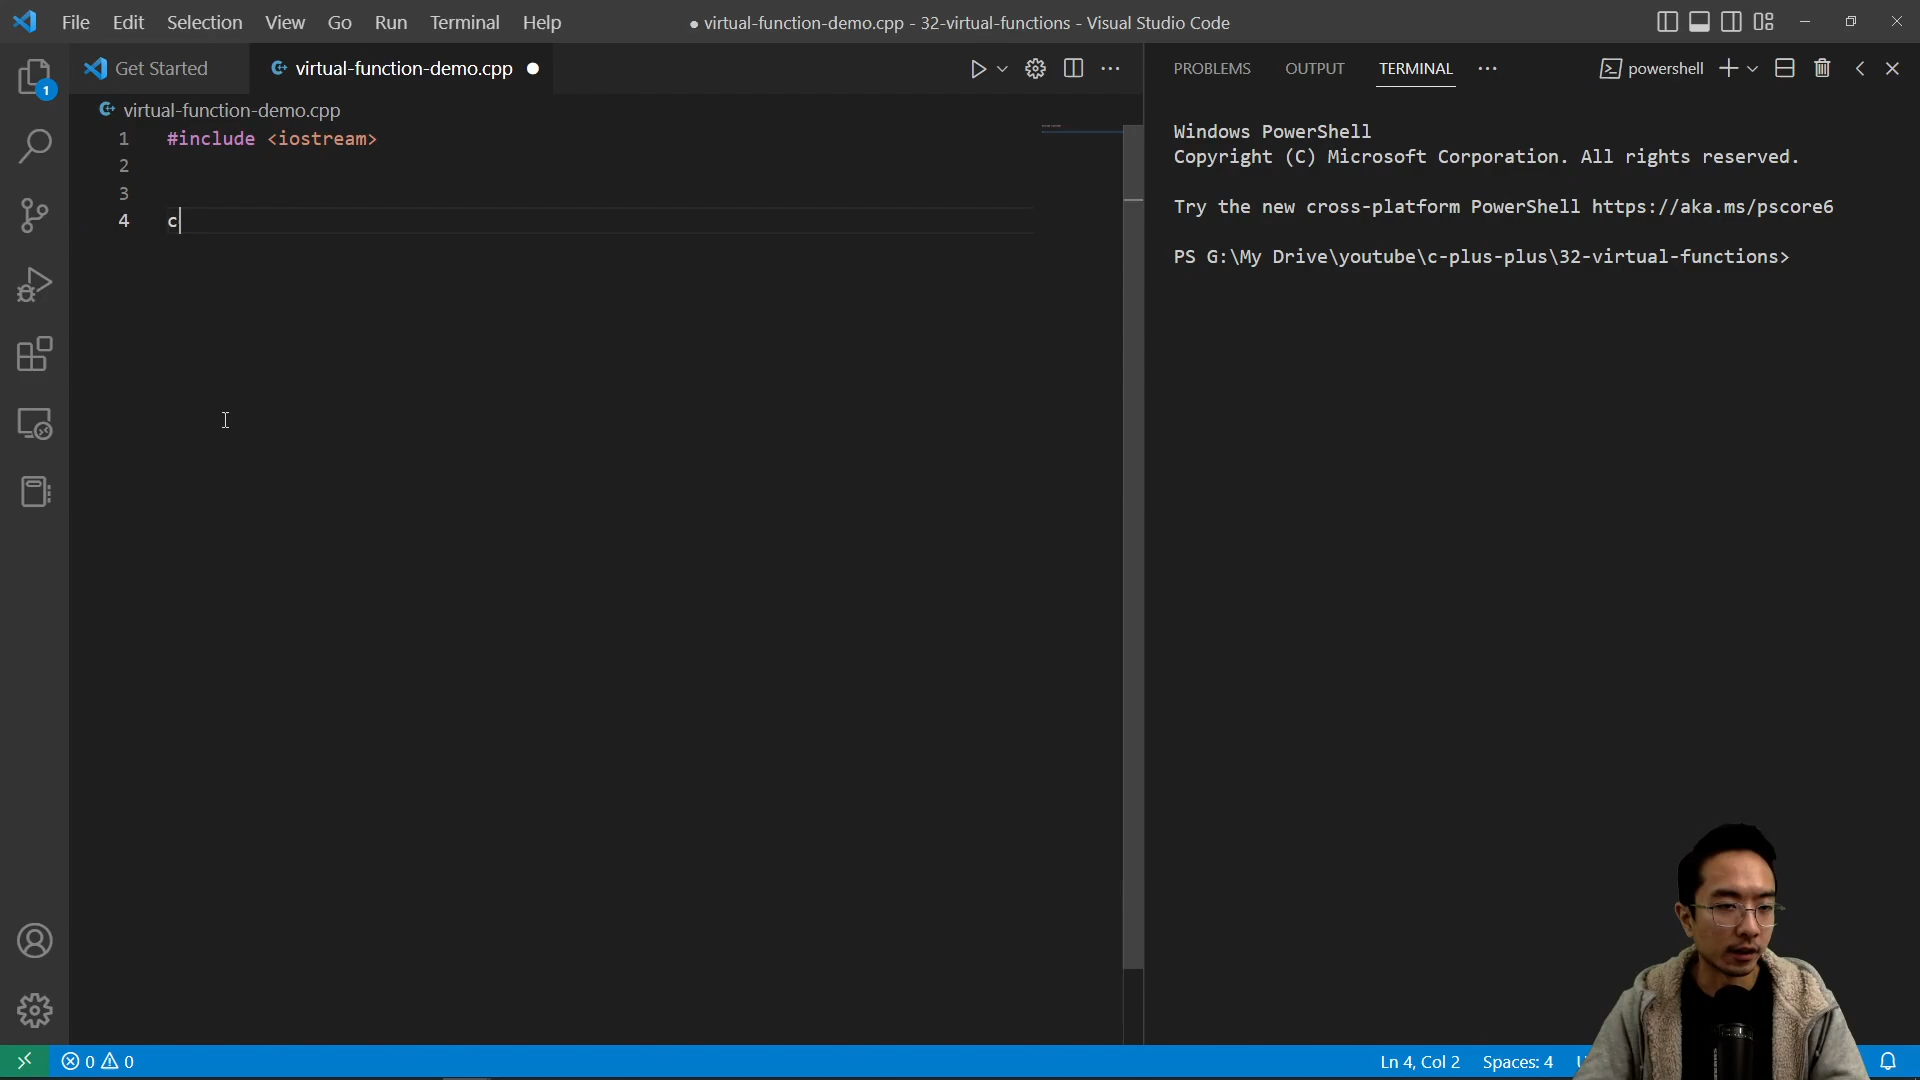 File Edit Selection View Go Run Terminal Help ● virtual-function-demo.cpp - 32-virtual-functions - Visual Studio Code
Get Started virtual-function-demo.cpp ●
PROBLEMS OUTPUT TERMINAL ··· powershell
virtual-function-demo.cpp
1 #include <iostream>
2
3
4 c
Windows PowerShell
Copyright (C) Microsoft Corporation. All rights reserved.
Try the new cross-platform PowerShell https://aka.ms/pscore6
PS G:\My Drive\youtube\c-plus-plus\32-virtual-functions>
1
0 0 Ln 4, Col 2 Spaces: 4